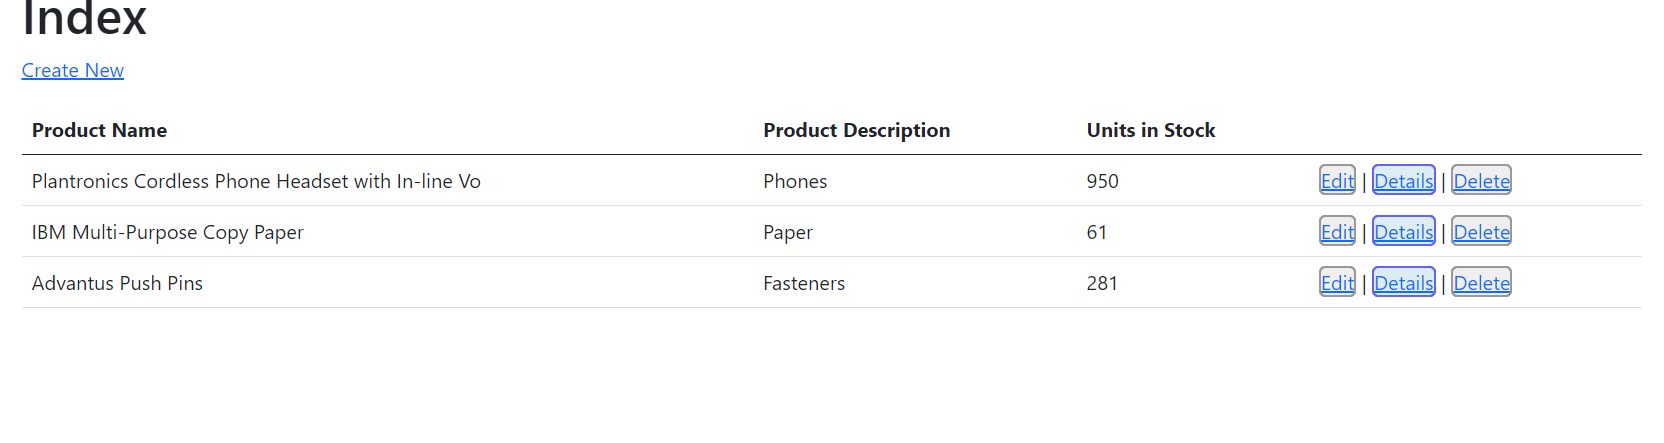 Index
Create New
Product Name Product Description Units in Stock
Plantronics Cordless Phone Headset with In-line Vo Phones 950 Edit | Details | Delete
IBM Multi-Purpose Copy Paper Paper 61 Edit | Details | Delete
Advantus Push Pins Fasteners 281 Edit | Details | Delete